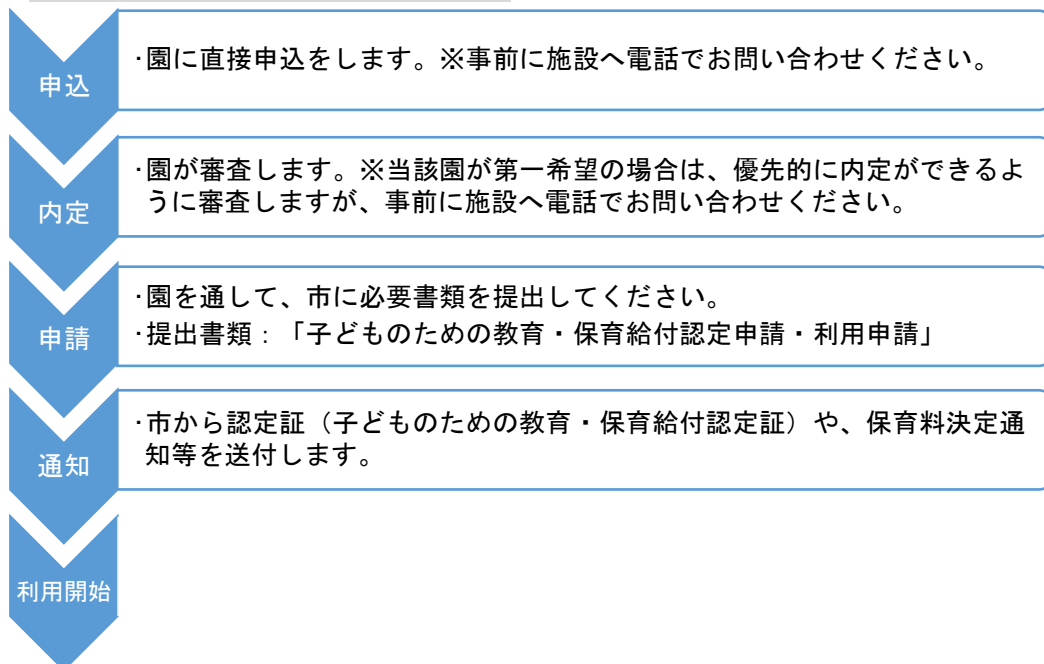 申込
・園に直接申込をします。※事前に施設へ電話でお問い合わせください。
内定
・園が審査します。※当該園が第一希望の場合は、優先的に内定ができるよ
うに審査しますが、事前に施設へ電話でお問い合わせください。
申請
・園を通して、市に必要書類を提出してください。
・提出書類：「子どものための教育・保育給付認定申請・利用申請」
通知
・市から認定証（子どものための教育・保育給付認定証）や、保育料決定通
知等を送付します。
利用開始